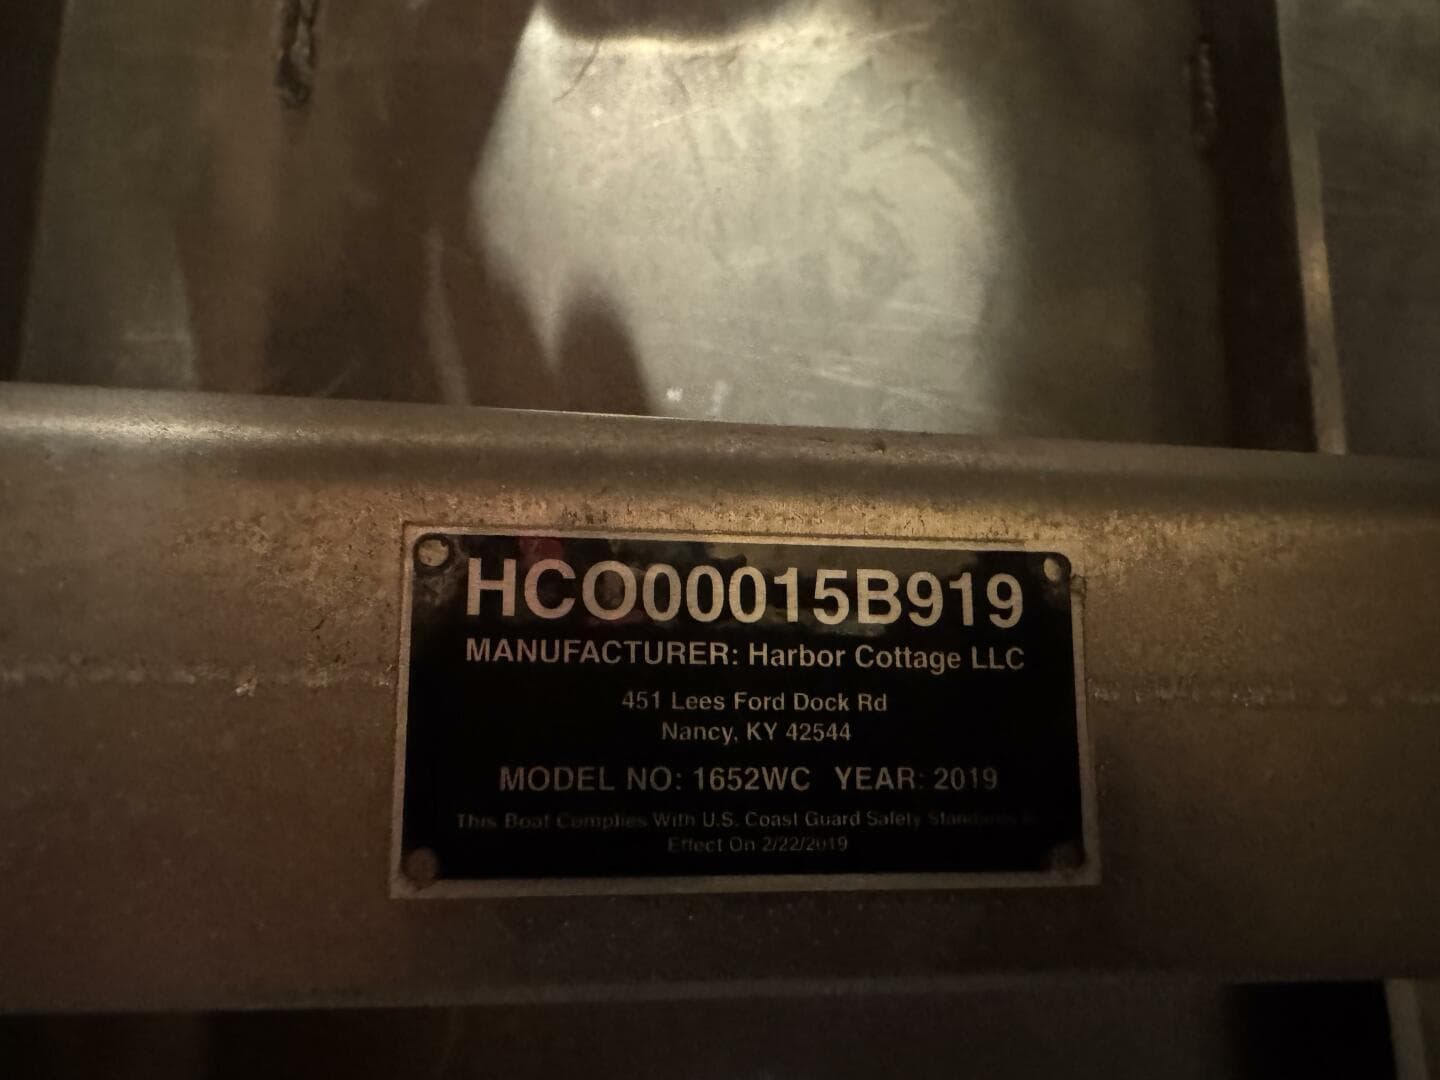 HCO00015B919
MANUFACTURER: Harbor Cottage LLC
451 Lees Ford Dock Rd
Nancy, KY 42544
MODEL NO: 1652WC YEAR: 2019
This Boat Complies With U.S. Coast Guard Safety Standards
Effect On 2/22/2019